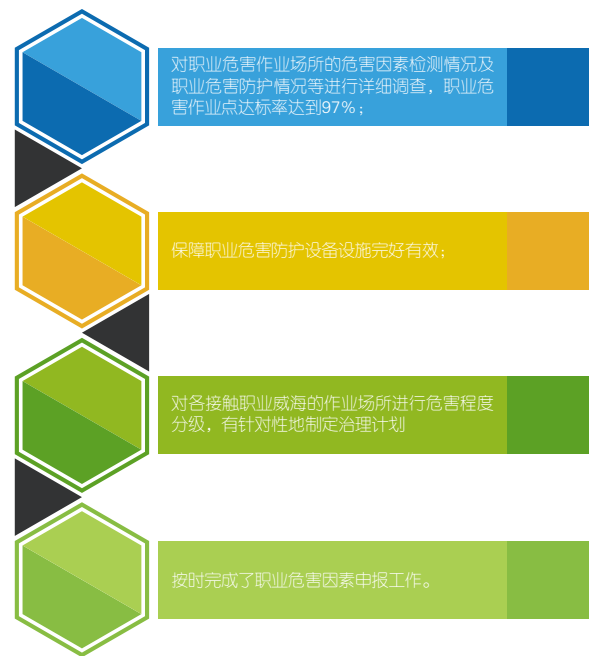 对职业危害作业场所的危害因素检测情况及
职业危害防护情况等进行详细调查，职业危
害作业点达标率达到97%；
保障职业危害防护设备设施完好有效；
对各接触职业威海的作业场所进行危害程度
分级，有针对性地制定治理计划
按时完成了职业危害因素申报工作。